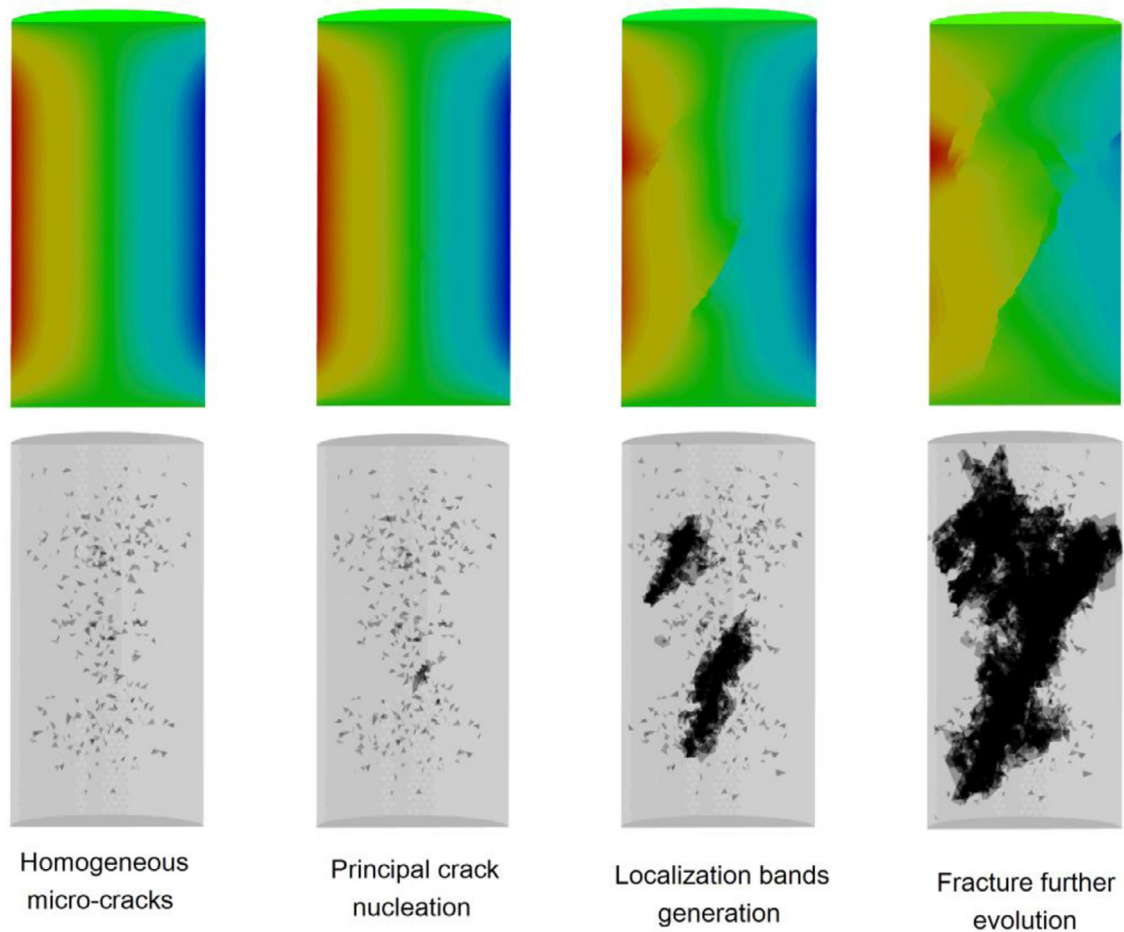 Homogeneous
micro-cracks
Principal crack
nucleation
Localization bands
generation
Fracture further
evolution